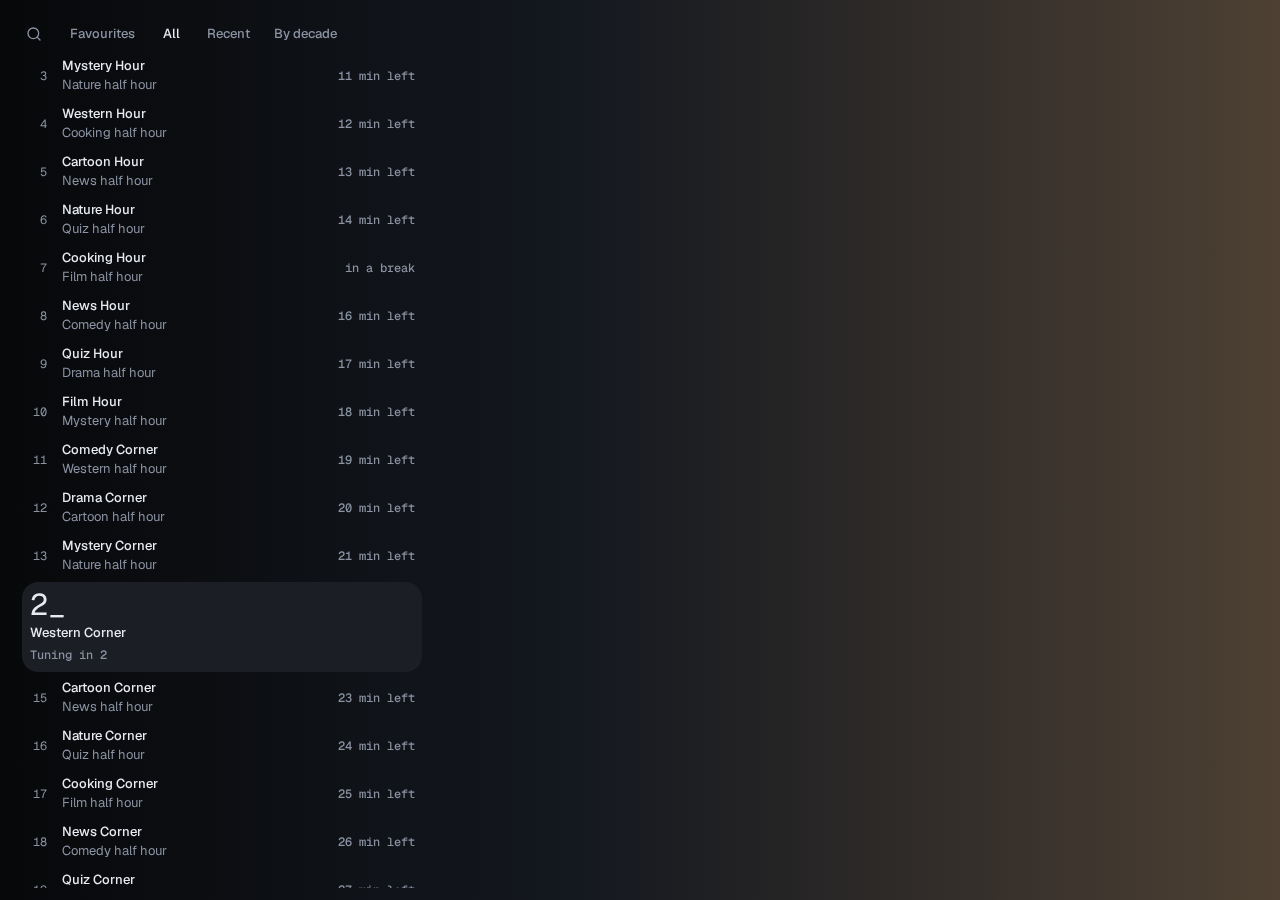 Favourites All Recent By decade
3 Mystery Hour 11 min left
Nature half hour
4 Western Hour 12 min left
Cooking half hour
5 Cartoon Hour 13 min left
News half hour
6 Nature Hour 14 min left
Quiz half hour
7 Cooking Hour in a break
Film half hour
8 News Hour 16 min left
Comedy half hour
9 Quiz Hour 17 min left
Drama half hour
10 Film Hour 18 min left
Mystery half hour
11 Comedy Corner 19 min left
Western half hour
12 Drama Corner 20 min left
Cartoon half hour
13 Mystery Corner 21 min left
Nature half hour
2_
Western Corner
Tuning in 2
15 Cartoon Corner 23 min left
News half hour
16 Nature Corner 24 min left
Quiz half hour
17 Cooking Corner 25 min left
Film half hour
18 News Corner 26 min left
Comedy half hour
Quiz Corner